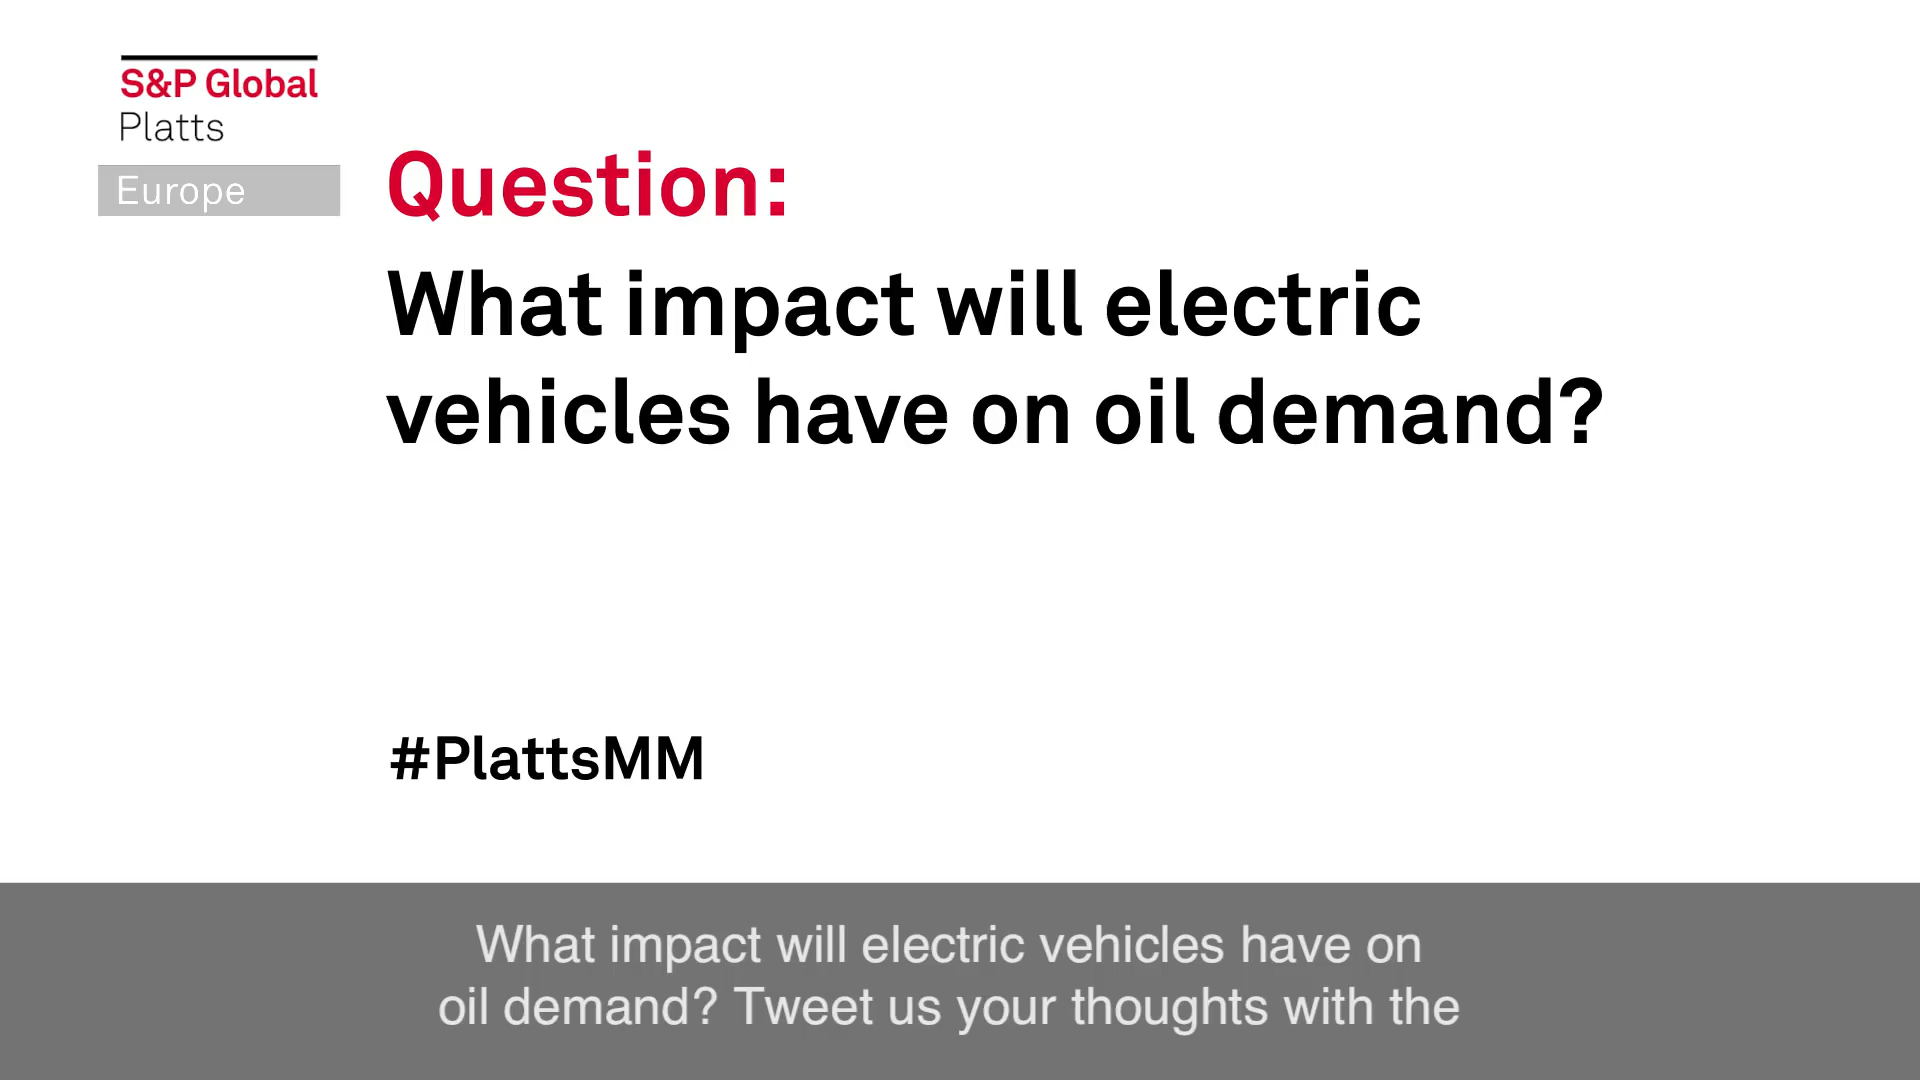 S&P Global
Platts
Europe
Question:
What impact will electric
vehicles have on oil demand?
#PlattsMM
What impact will electric vehicles have on
oil demand? Tweet us your thoughts with the